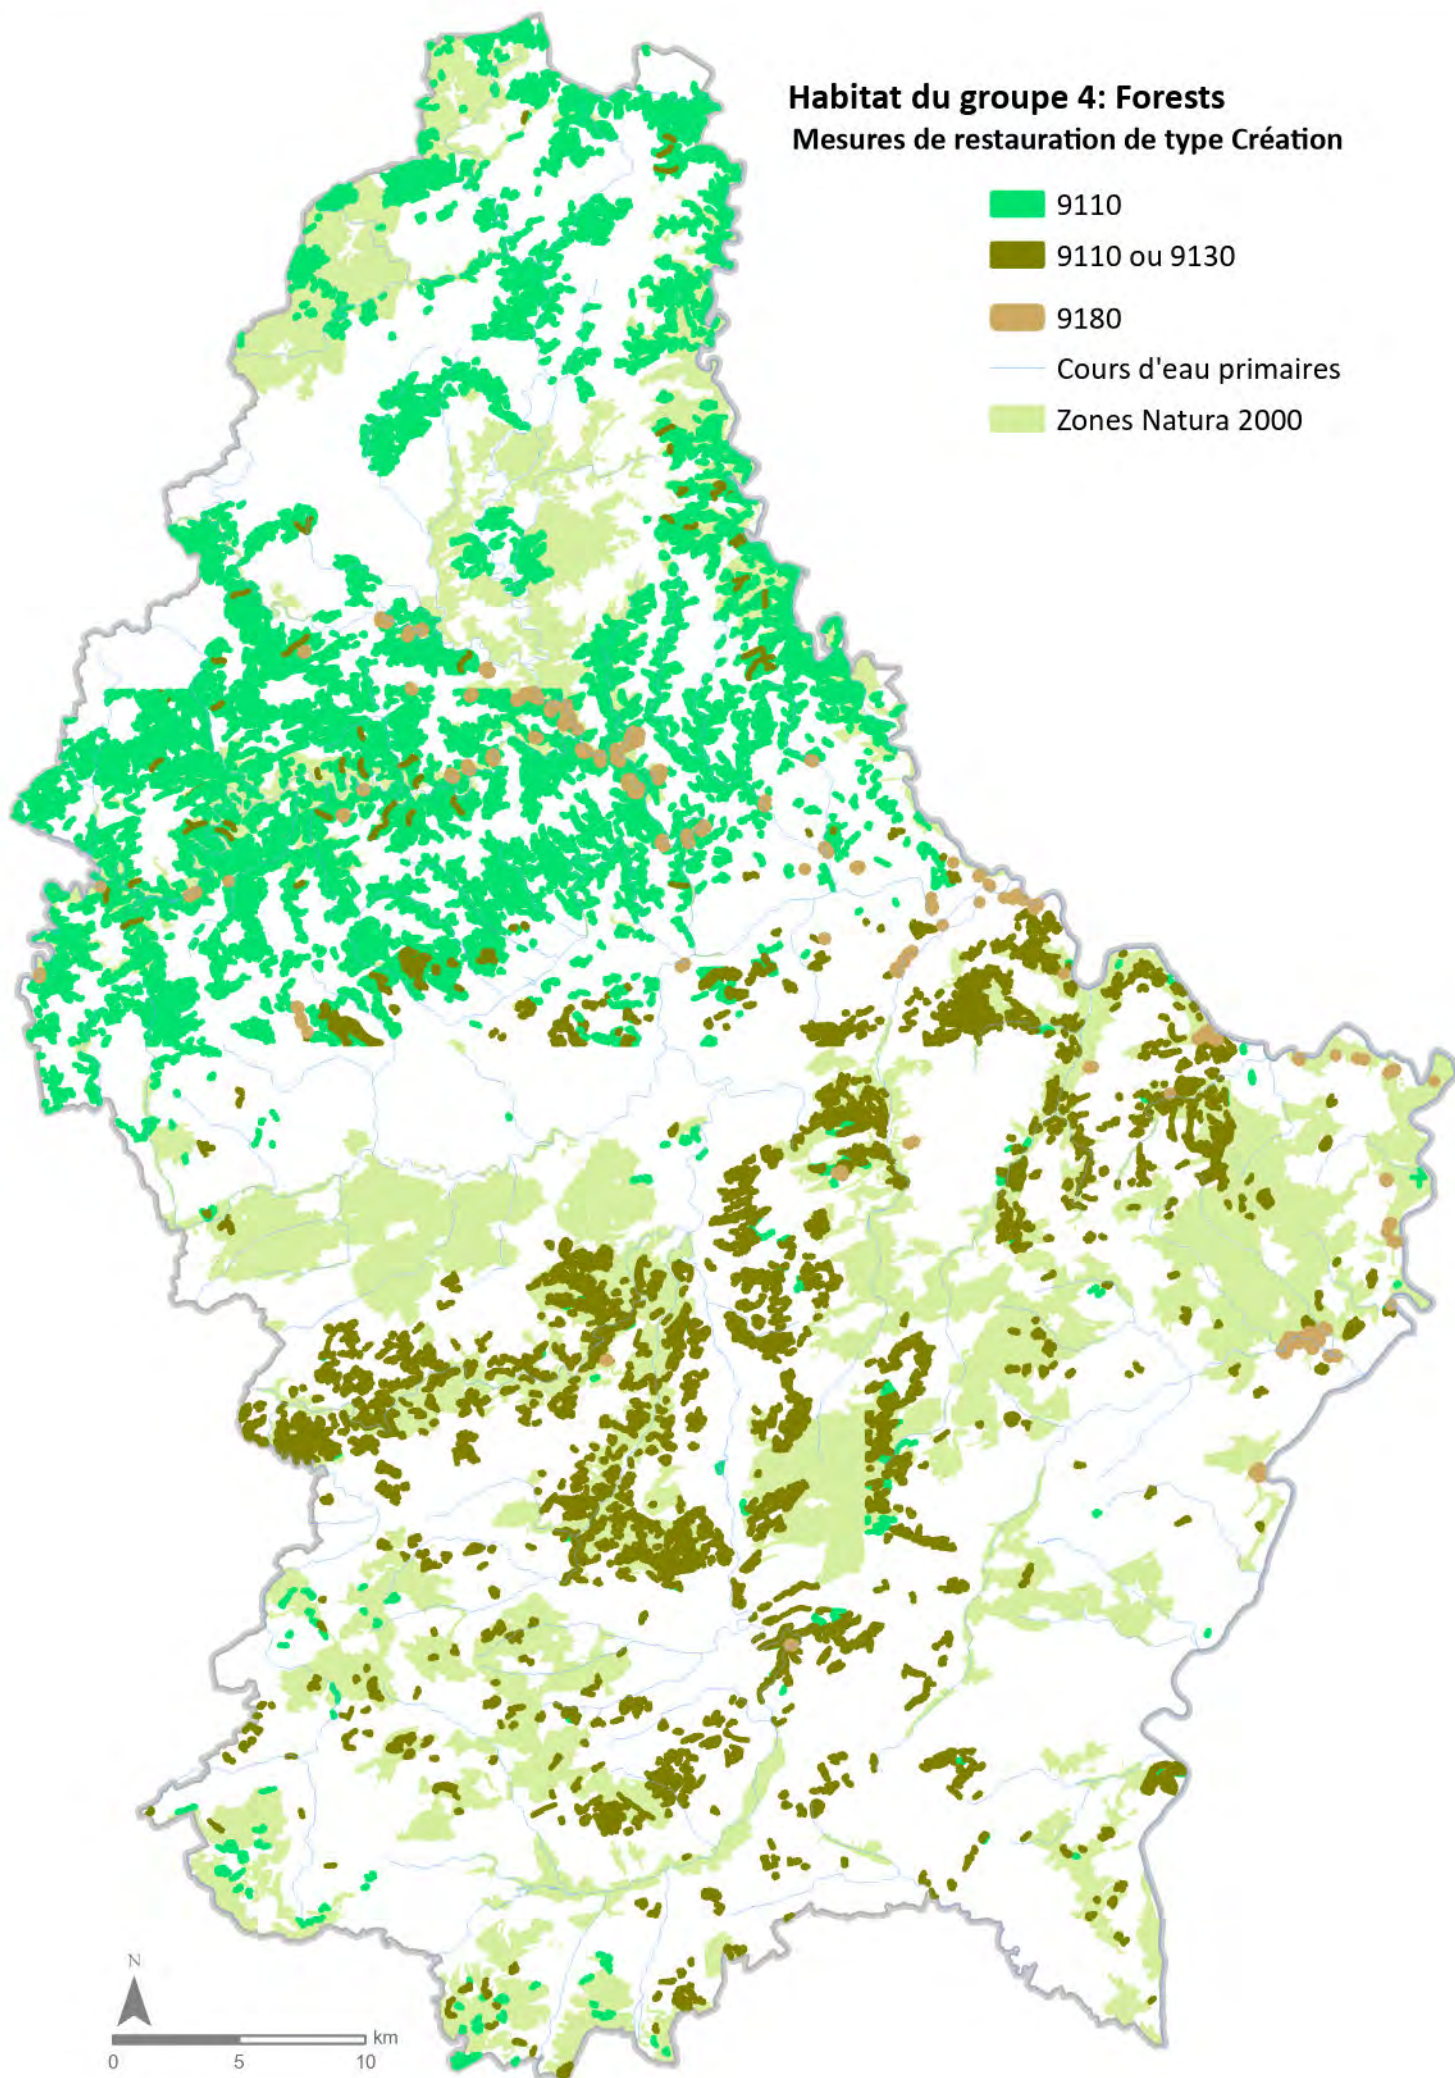 Habitat du groupe 4: Forests
Mesures de restauration de type Création
9110
9110 ou 9130
9180
Cours d'eau primaires
Zones Natura 2000
N
km
0 5 10